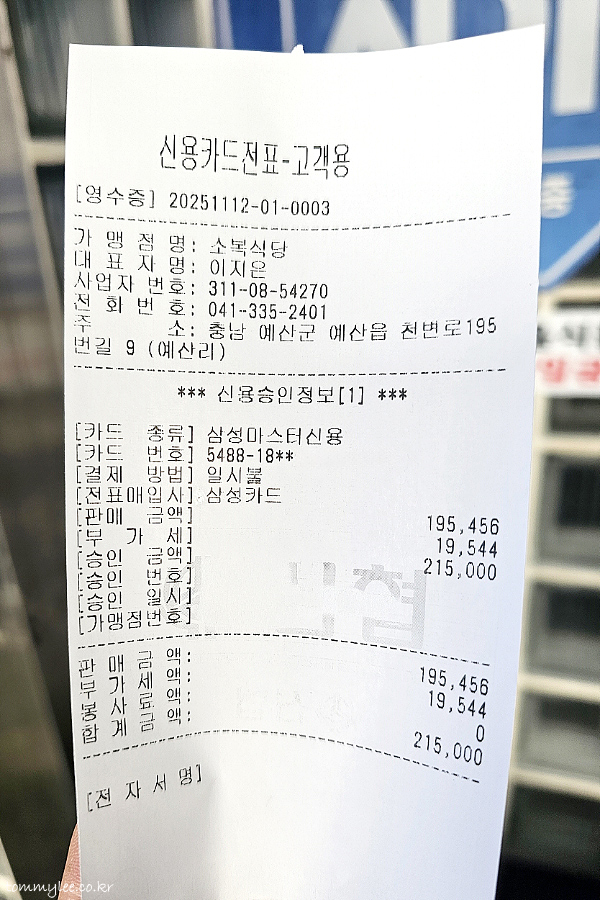 신용카드전표-고객용
[영수증] 20251112-01-0003
가 맹 점 명: 소복식당
대 표 자 명: 이지은
사업자 번호: 311-08-54270
전 화 번 호: 041-335-2401
주 소: 충남 예산군 예산읍 천변로195
번길 9 (예산리)
*** 신용승인정보[1] ***
[카드 종류] 삼성마스터신용
[카드 번호] 5488-18**
[결제 방법] 일시불
[전표매입사] 삼성카드
[판매 금액] 195,456
[부 가 세] 19,544
[승인 금액] 215,000
[승인 번호]
[승인 일시]
[가맹점번호]
판 매 금 액: 195,456
부 가 세 액: 19,544
봉 사 료 액: 0
합 계 금 액: 215,000
[전 자 서 명]
tommylee.co.kr